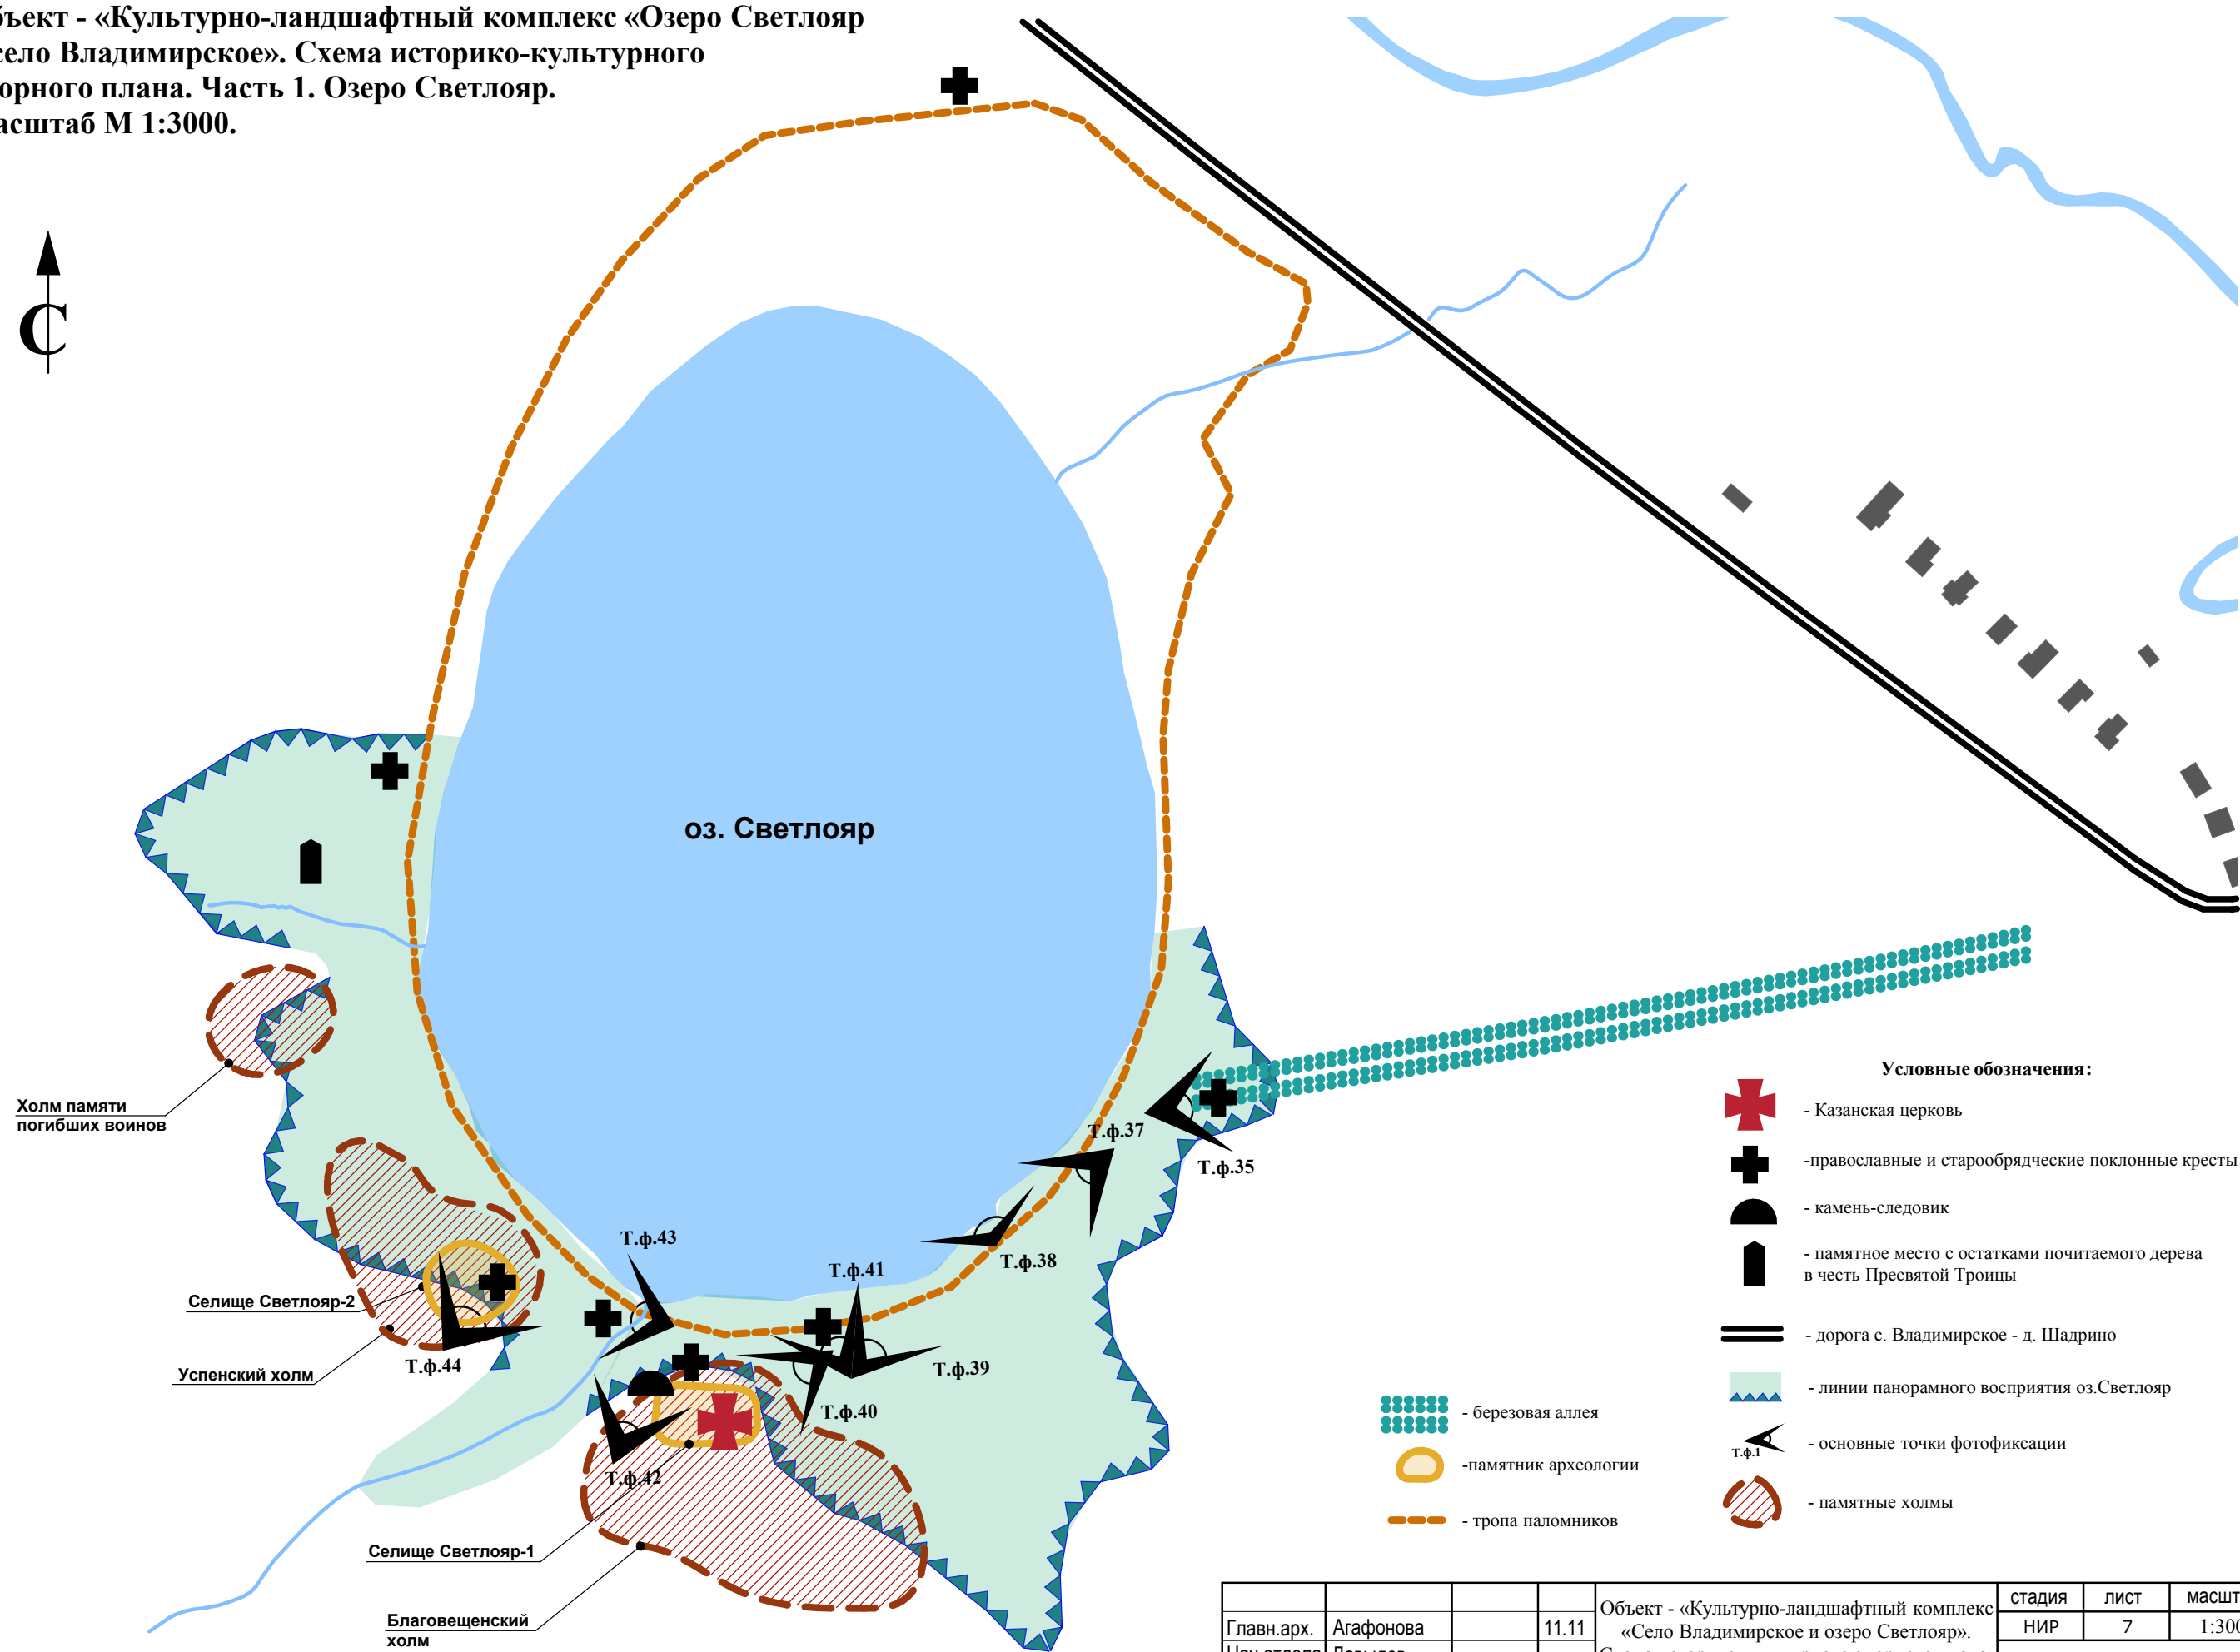 бъект - «Культурно-ландшафтный комплекс «Озеро Светлояр
село Владимирское». Схема историко-культурного
орного плана. Часть 1. Озеро Светлояр.
асштаб М 1:3000.
С
оз. Светлояр
Холм памяти
погибших воинов
Т.ф.37
Т.ф.35
Т.ф.43
Т.ф.38
Т.ф.41
Селище Светлояр-2
Т.ф.44
Т.ф.39
Успенский холм
Т.ф.40
Т.ф.42
Селище Светлояр-1
Благовещенский
холм
Условные обозначения:
- Казанская церковь
-православные и старообрядческие поклонные кресты
- камень-следовик
- памятное место с остатками почитаемого дерева
в честь Пресвятой Троицы
- дорога с. Владимирское - д. Шадрино
- линии панорамного восприятия оз.Светлояр
Т.ф.1
- основные точки фотофиксации
- памятные холмы
- березовая аллея
-памятник археологии
- тропа паломников
Объект - «Культурно-ландшафтный комплекс
«Село Владимирское и озеро Светлояр».
стадия лист масшт
Главн.арх. Агафонова 11.11
НИР 7 1:300